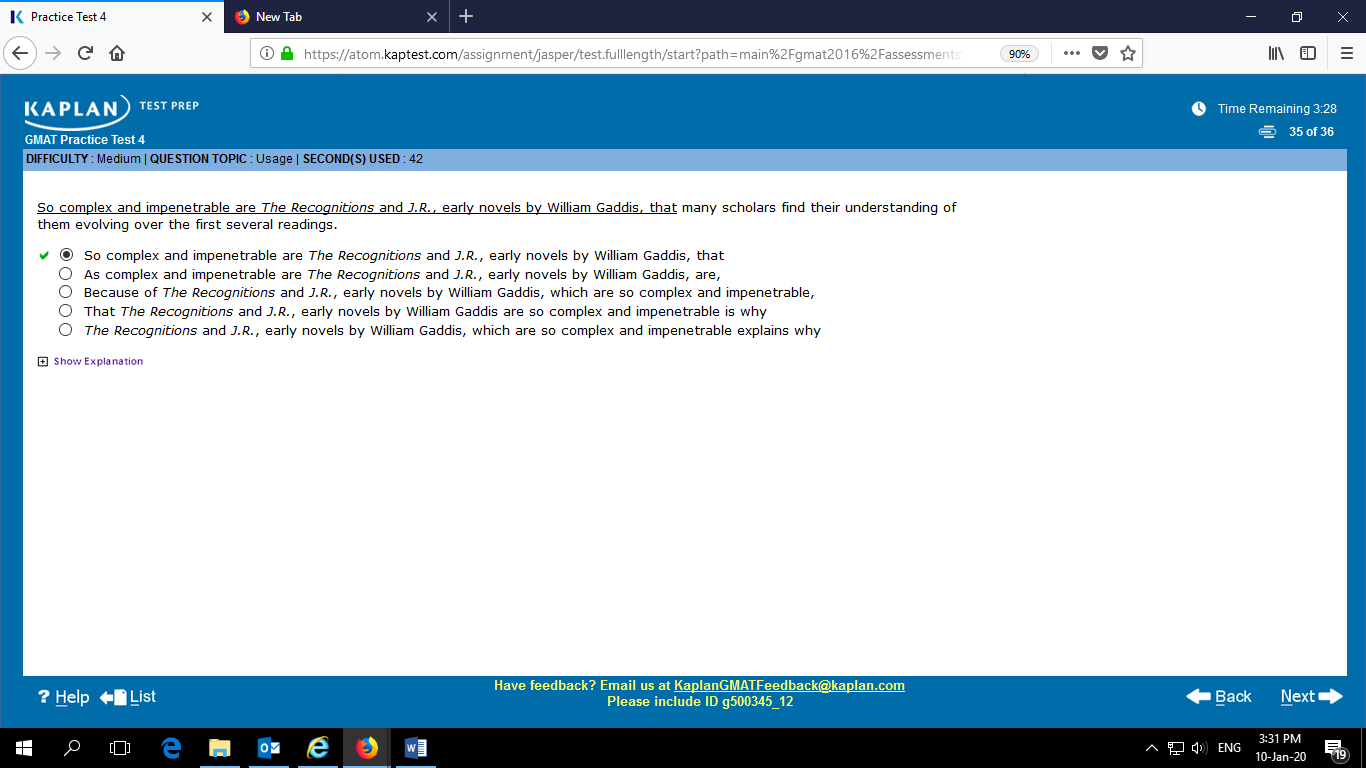 Practice Test 4
New Tab
https://atom.kaptest.com/assignment/jasper/test.fulllength/start?path=main%2Fgmat2016%2Fassessments
90%
KAPLAN TEST PREP
GMAT Practice Test 4
Time Remaining 3:28
35 of 36
DIFFICULTY : Medium | QUESTION TOPIC : Usage | SECOND(S) USED : 42
So complex and impenetrable are The Recognitions and J.R., early novels by William Gaddis, that many scholars find their understanding of
them evolving over the first several readings.
So complex and impenetrable are The Recognitions and J.R., early novels by William Gaddis, that
As complex and impenetrable are The Recognitions and J.R., early novels by William Gaddis, are,
Because of The Recognitions and J.R., early novels by William Gaddis, which are so complex and impenetrable,
That The Recognitions and J.R., early novels by William Gaddis are so complex and impenetrable is why
The Recognitions and J.R., early novels by William Gaddis, which are so complex and impenetrable explains why
Show Explanation
? Help List
Have feedback? Email us at KaplanGMATFeedback@kaplan.com
Please include ID g500345_12
Back Next
ENG
3:31 PM
10-Jan-20
19